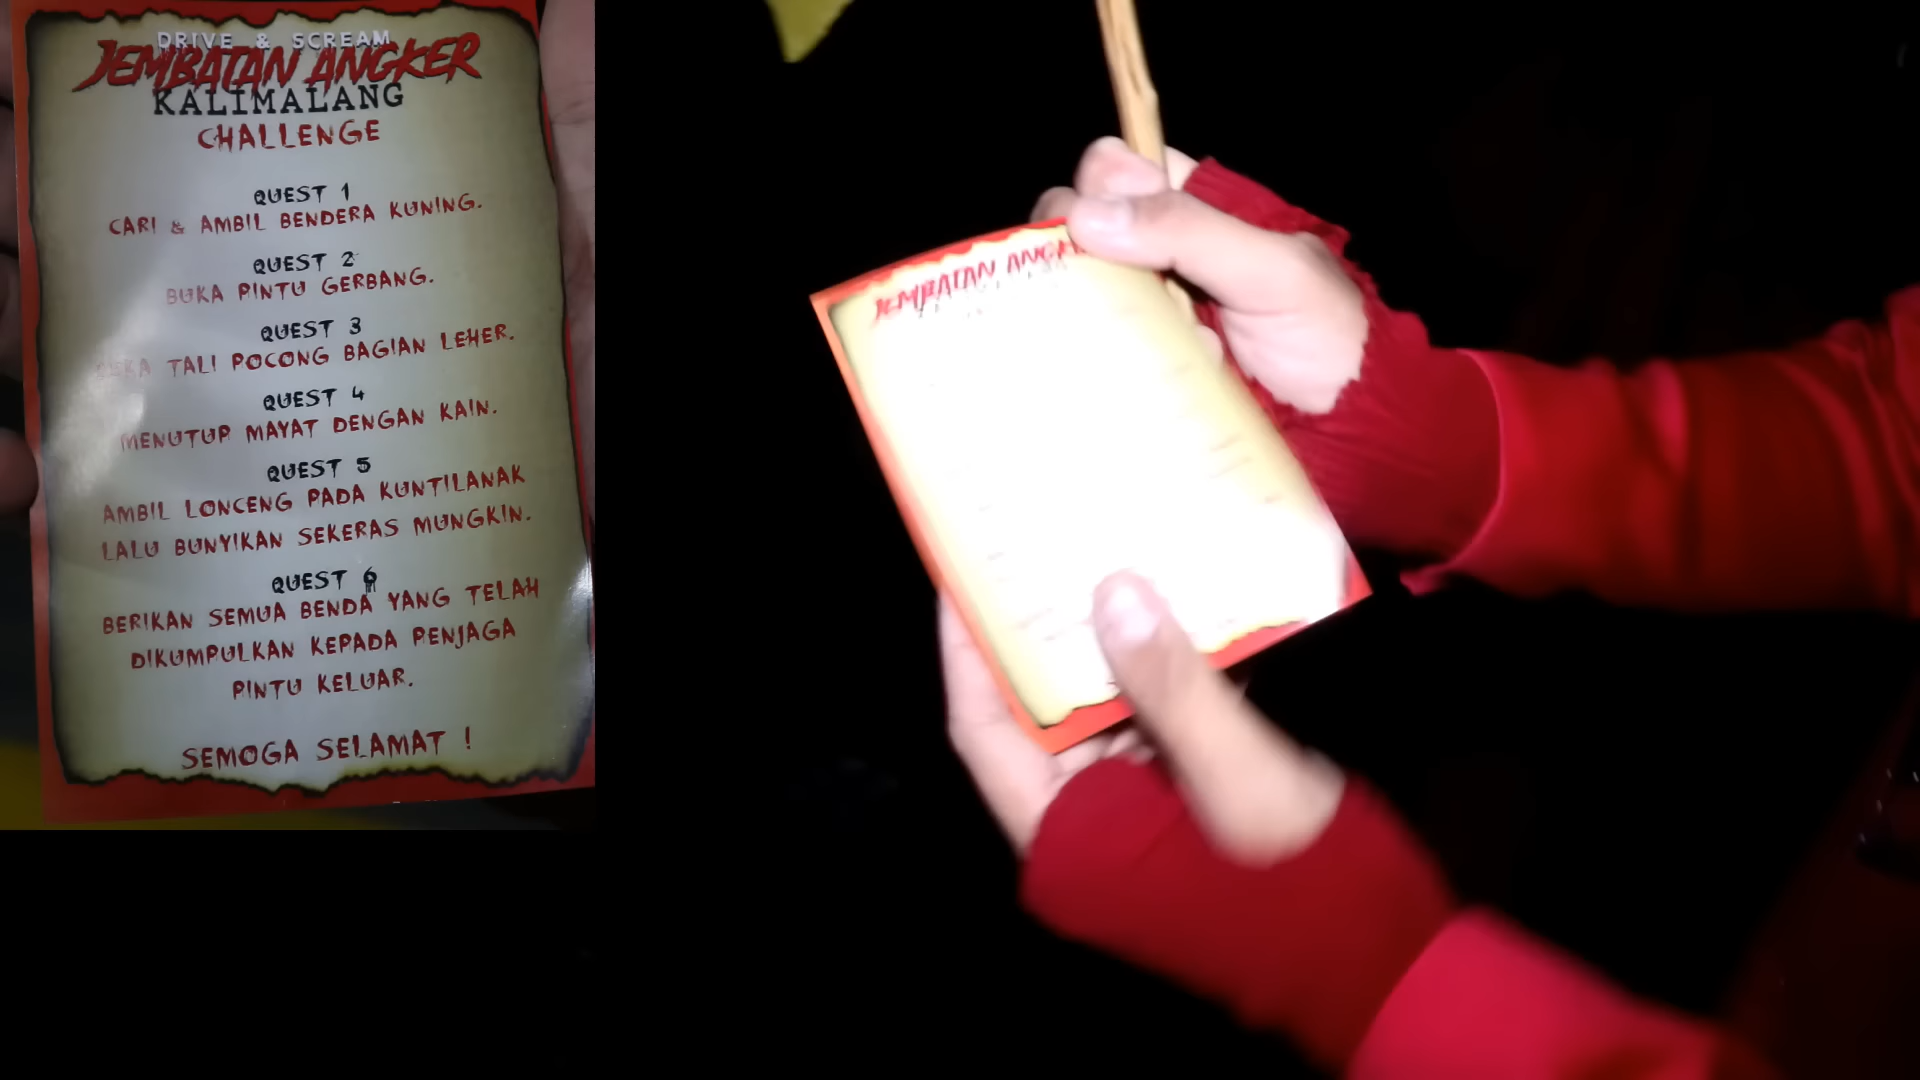 DRIVE & SCREAM
JEMBATAN ANGKER
KALIMALANG
CHALLENGE
QUEST 1
CARI & AMBIL BENDERA KUNING.
QUEST 2
BUKA PINTU GERBANG.
QUEST 3
TALI POCONG BAGIAN LEHER.
QUEST 4
MENUTUP MAYAT DENGAN KAIN.
QUEST 5
AMBIL LONCENG PADA KUNTILANAK
LALU BUNYIKAN SEKERAS MUNGKIN.
QUEST 6
BERIKAN SEMUA BENDA YANG TELAH
DIKUMPULKAN KEPADA PENJAGA
PINTU KELUAR.
SEMOGA SELAMAT !
JEMBATAN